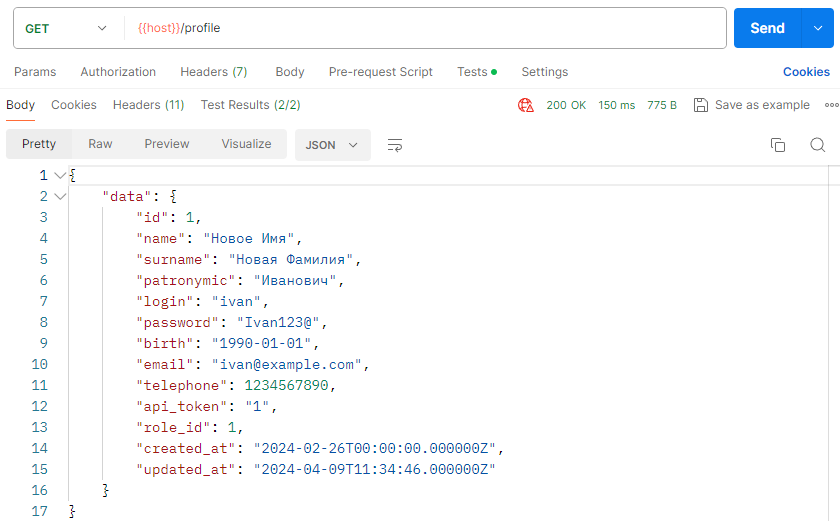 GET {{host}}/profile Send
Params Authorization Headers (7) Body Pre-request Script Tests Settings Cookies
Body Cookies Headers (11) Test Results (2/2) 200 OK 150 ms 775 B Save as example
Pretty Raw Preview Visualize JSON
1 {
2 "data": {
3 "id": 1,
4 "name": "Новое Имя",
5 "surname": "Новая Фамилия",
6 "patronymic": "Иванович",
7 "login": "ivan",
8 "password": "Ivan123@",
9 "birth": "1990-01-01",
10 "email": "ivan@example.com",
11 "telephone": 1234567890,
12 "api_token": "1",
13 "role_id": 1,
14 "created_at": "2024-02-26T00:00:00.000000Z",
15 "updated_at": "2024-04-09T11:34:46.000000Z"
16 }
17 }